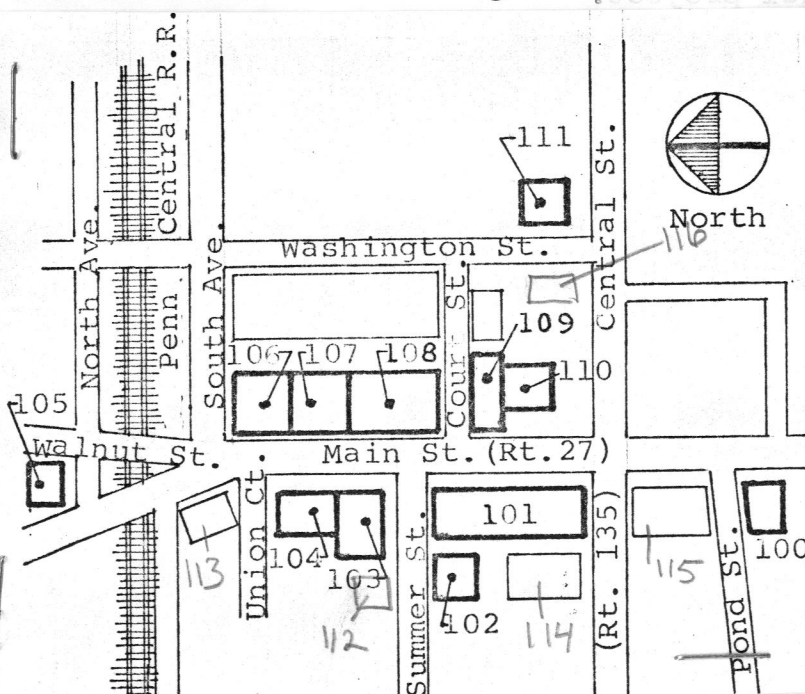 Central R.R.
Penn
North Ave.
South Ave.
Washington St.
Court St.
Central St.
North
111
116
109
110
106
107
108
105
Walnut St.
Main St. (Rt. 27)
Union Ct.
Summer St.
(Rt. 135)
Pond St.
101
100
104
103
102
113
112
114
115